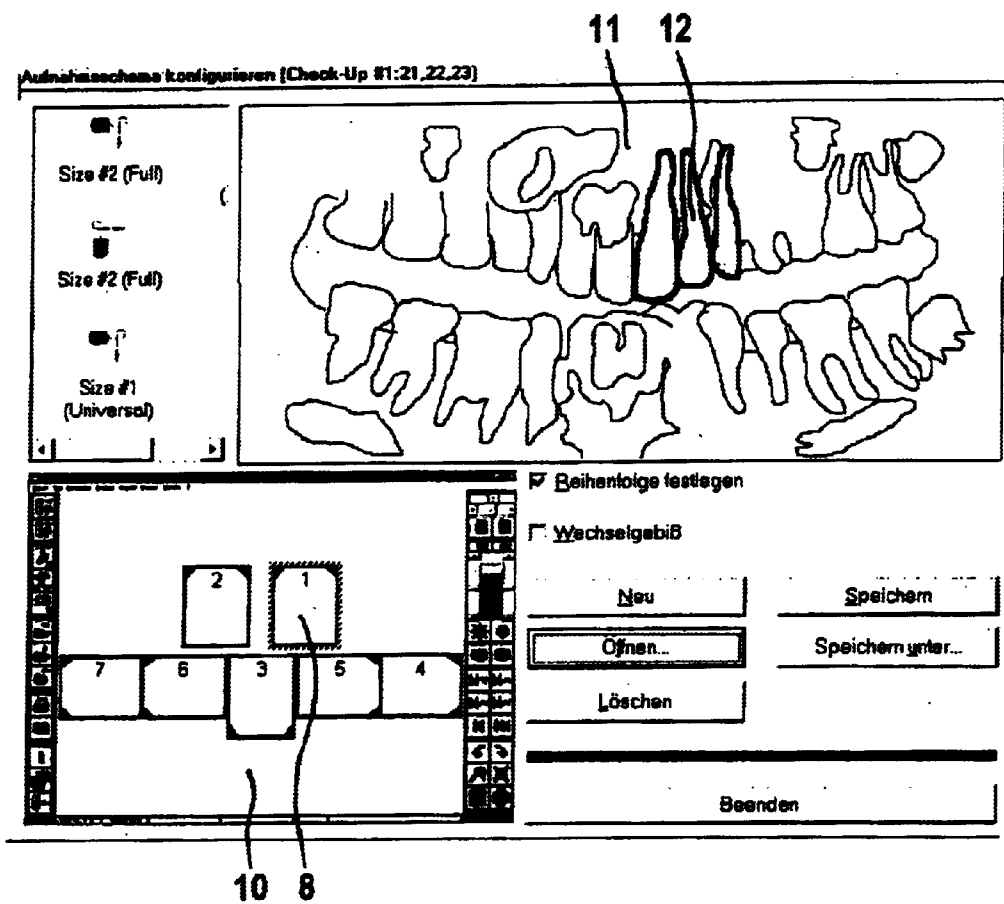 11 12
Aufnahmeschema konfigurieren [Check-Up #1:21,22,23]
Size #2 (Full)
Size #2 (Full)
Size #1
(Universal)
Reihenfolge festlegen
Wechselgebiß
Neu
Speichern
Öffnen...
Speichern unter...
Löschen
Beenden
2 1
7 6 3 5 4
10 8